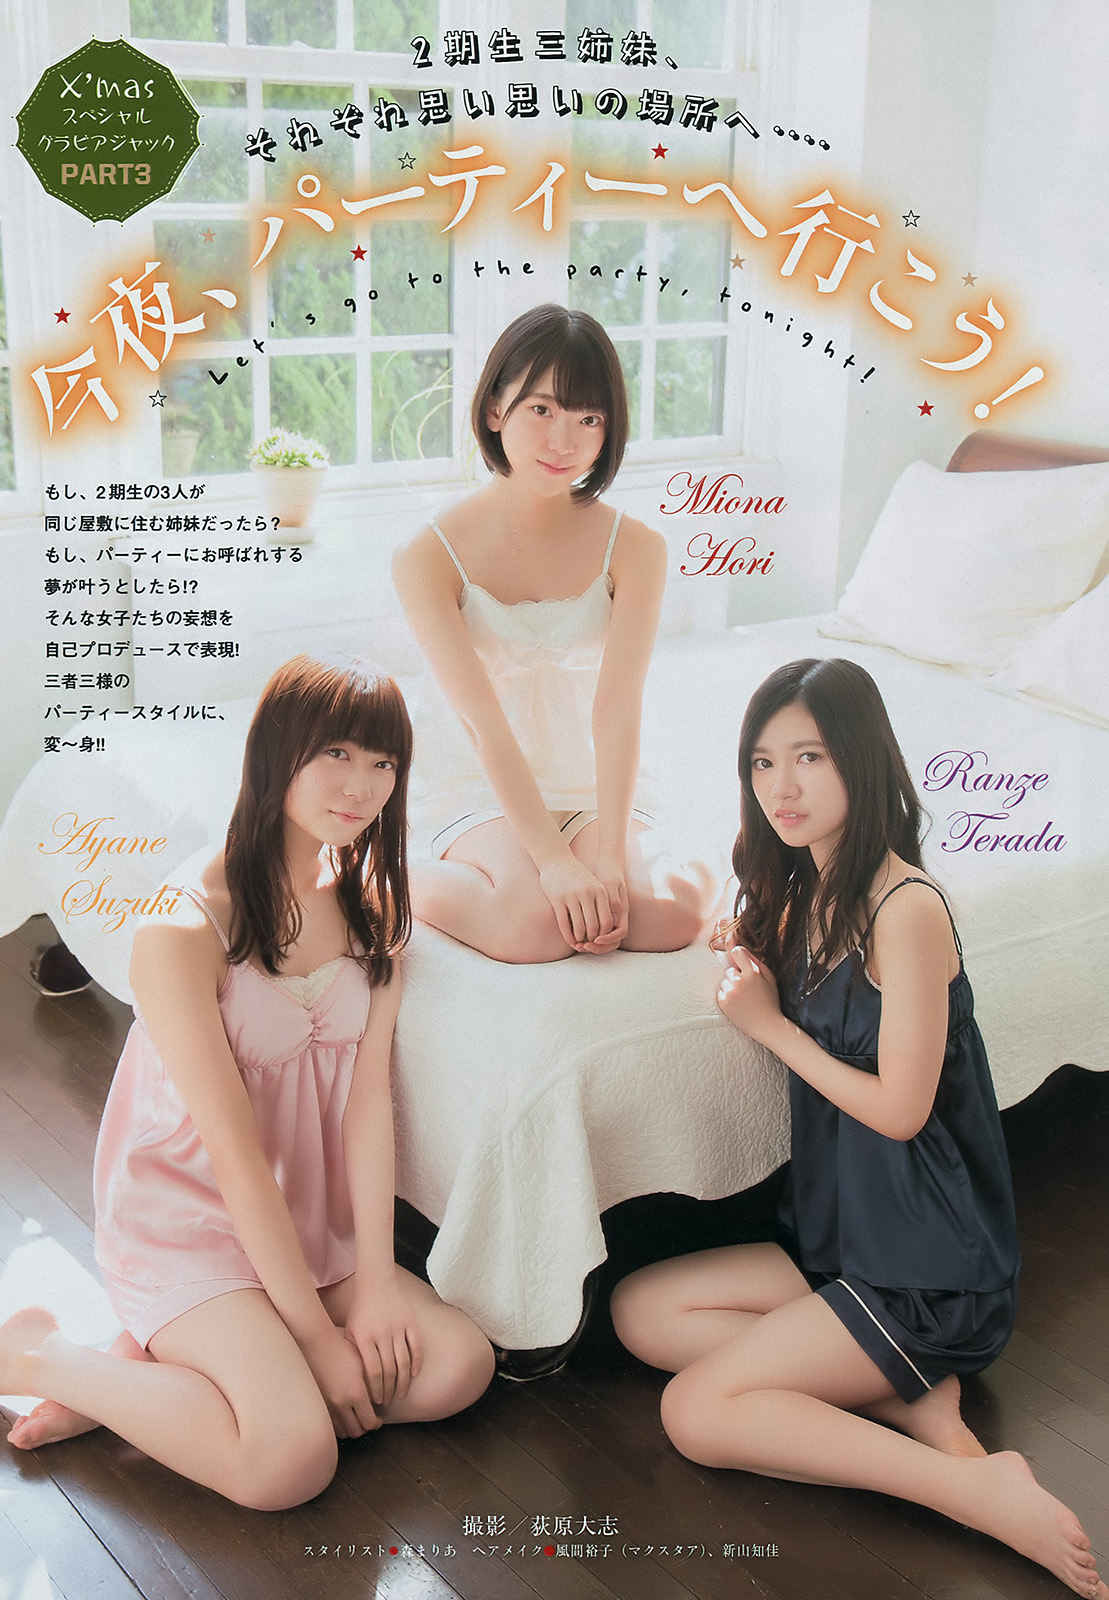 X'mas
スペシャル
グラビアジャック
PART3
2期生三姉妹、
それぞれ思い思いの場所へ‥‥
今夜、パーティーへ行こう!
Let's go to the party, tonight!
もし、2期生の3人が
同じ屋敷に住む姉妹だったら?
もし、パーティーにお呼ばれする
夢が叶うとしたら!?
そんな女子たちの妄想を
自己プロデュースで表現!
三者三様の
パーティースタイルに、
変〜身!!
Miona
Hori
Ranze
Terada
Ayane
Suzuki
撮影/荻原大志
スタイリスト●森まりあ ヘアメイク●風間裕子(マクスタア)、新山知佳